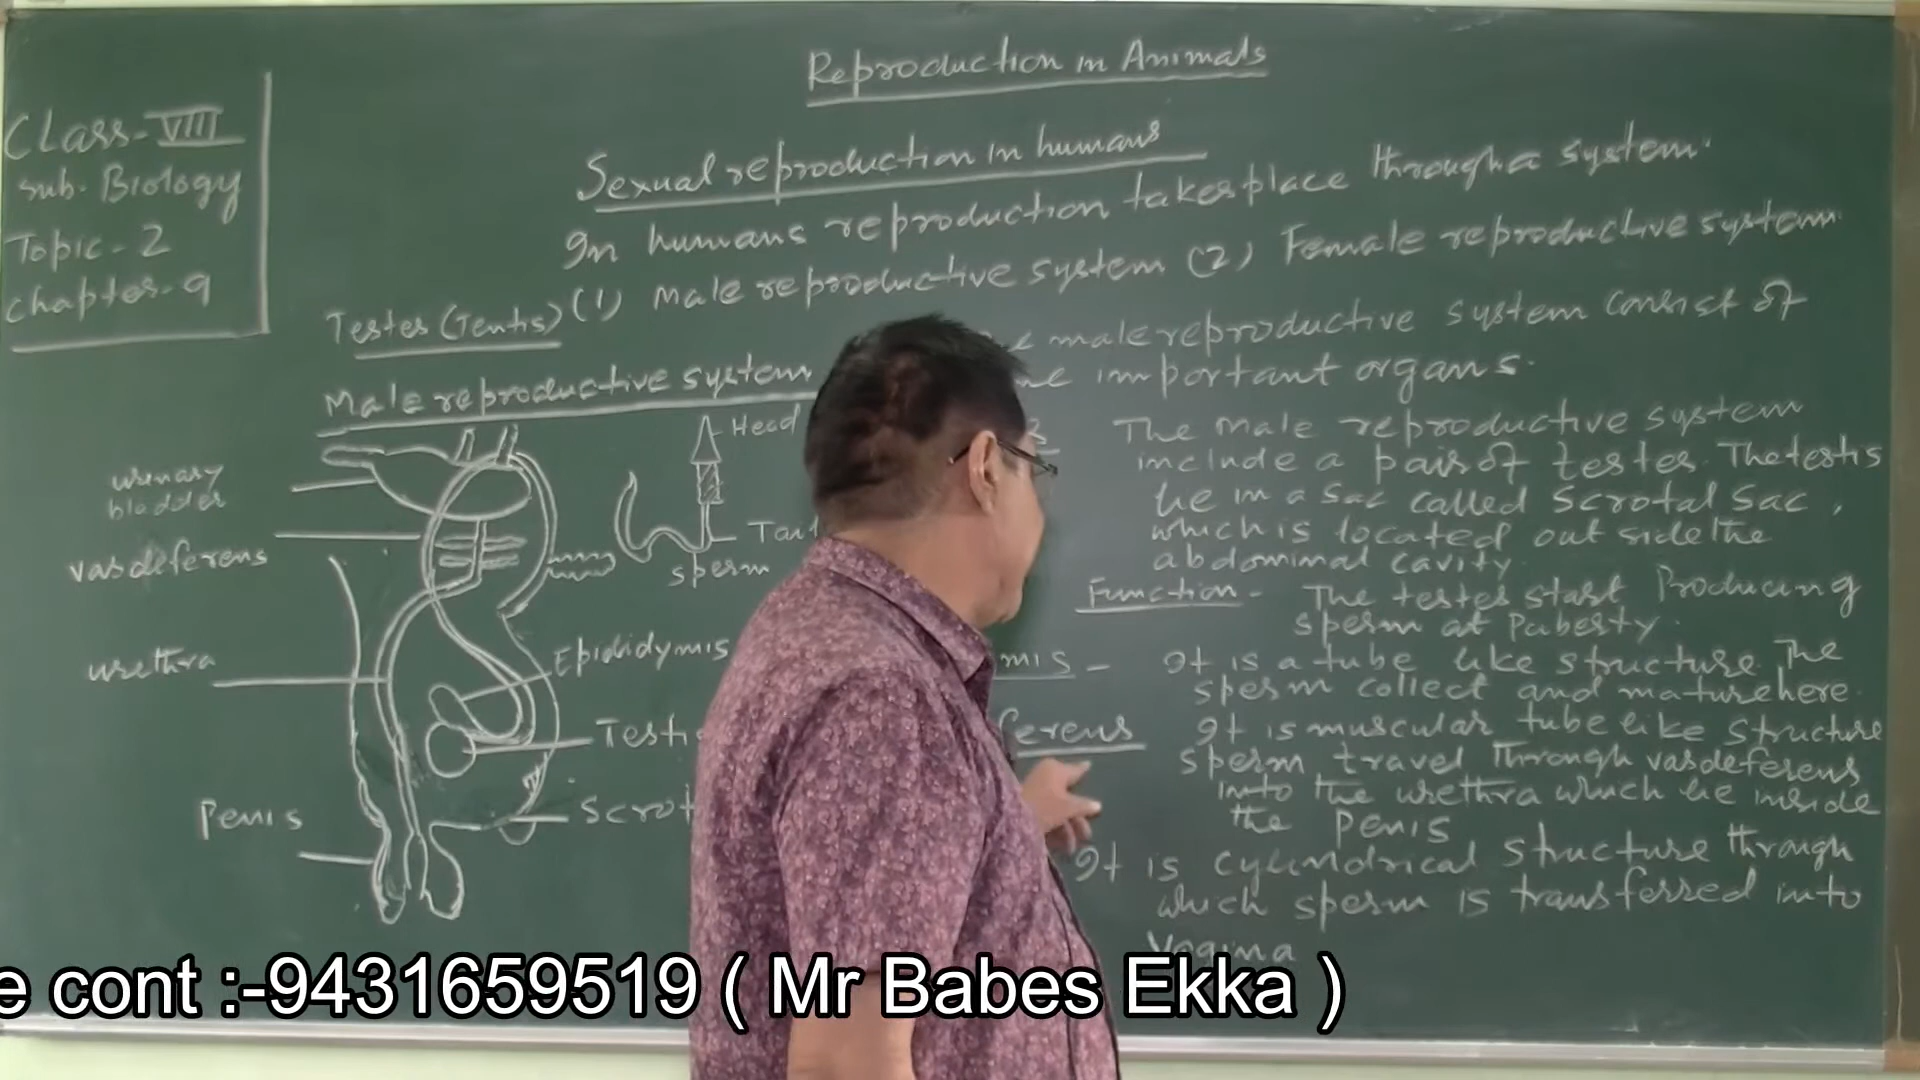 Reproduction in Animals
Class-VIII
Sub. Biology
Topic-2
Chapter-9
Sexual reproduction in humans
In humans reproduction takes place through a system.
(1) Male reproductive system (2) Female reproductive system
Testes (Tentis)
male reproductive system consist of
important organs.
Male reproductive system
Head
Tail
sperm
urenary
bladder
vasdeferens
urethra
Penis
Epididymis
Testi
Scrot
The male reproductive system
include a pair of testes. The testis
lie in a sac called scrotal sac,
which is located out side the
abdominal cavity.
Function - The testes start Producing
sperm at Puberty.
mis - It is a tube like structure. The
sperm collect and mature here.
ferens It is muscular tube like structure
sperm travel through vasdeferens
into the urethra which lie inside
the penis
It is cylindrical structure through
which sperm is transferred into
Vagina
e cont :-9431659519 ( Mr Babes Ekka )